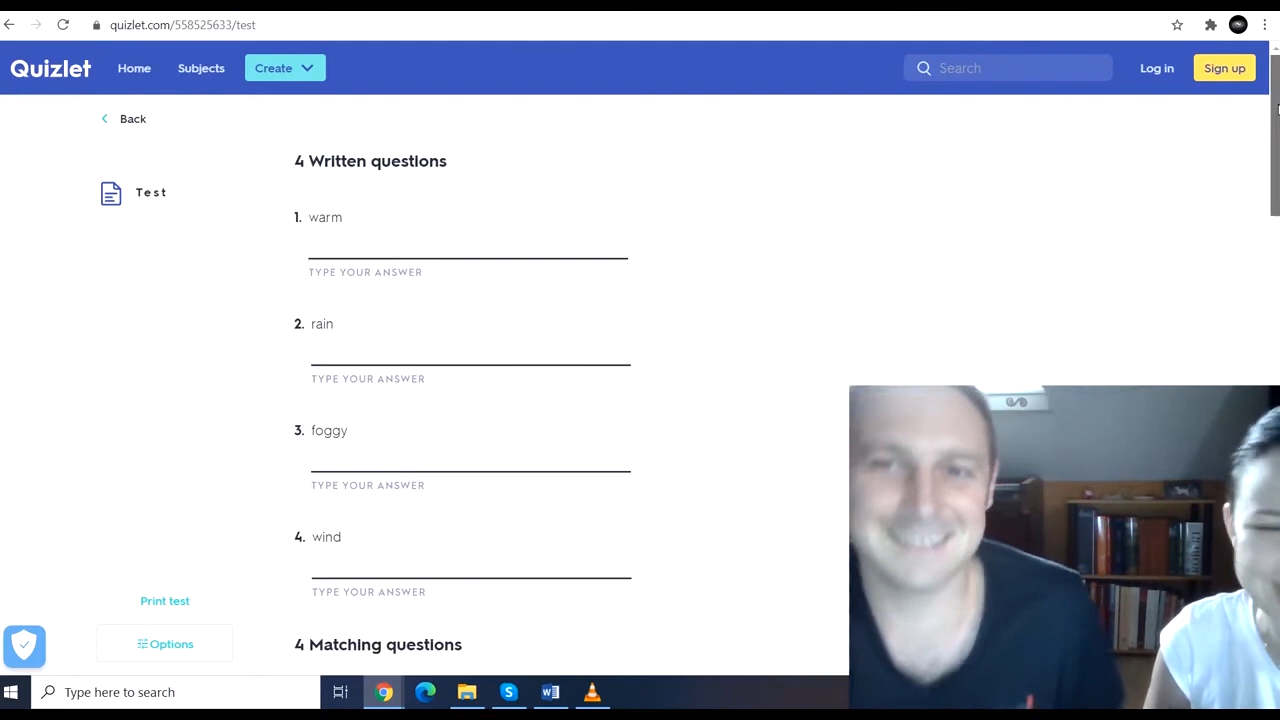 quizlet.com/558525633/test
Quizlet Home Subjects Create Search Log in Sign up
Back
Test
4 Written questions
1. warm
TYPE YOUR ANSWER
2. rain
TYPE YOUR ANSWER
3. foggy
TYPE YOUR ANSWER
4. wind
TYPE YOUR ANSWER
Print test
Options
4 Matching questions
Type here to search